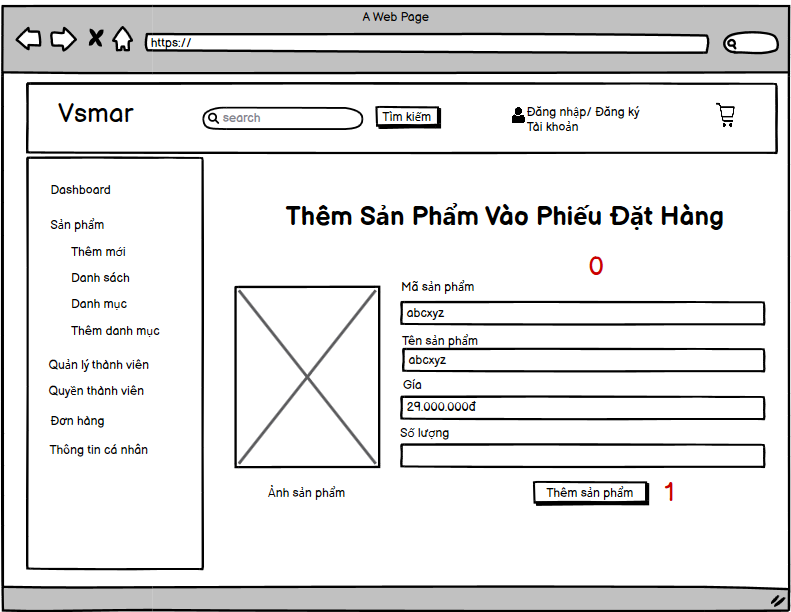 A Web Page
https://
Vsmar
search
Tìm kiếm
Đăng nhập/ Đăng ký
Tài khoản
Dashboard
Sản phẩm
Thêm mới
Danh sách
Danh mục
Thêm danh mục
Quản lý thành viên
Quyền thành viên
Đơn hàng
Thông tin cá nhân
Thêm Sản Phẩm Vào Phiếu Đặt Hàng
0
Mã sản phẩm
abcxyz
Tên sản phẩm
abcxyz
Gía
29.000.000đ
Số lượng
Ảnh sản phẩm
Thêm sản phẩm
1